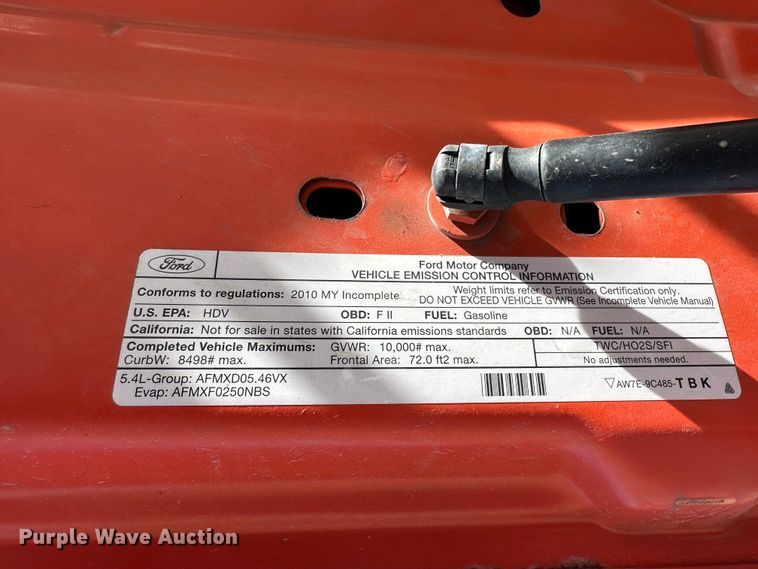 Ford
Ford Motor Company
VEHICLE EMISSION CONTROL INFORMATION
Conforms to regulations: 2010 MY Incomplete
Weight limits refer to Emission Certification only.
DO NOT EXCEED VEHICLE GVWR (See Incomplete Vehicle Manual)
U.S. EPA: HDV OBD: F II FUEL: Gasoline
California: Not for sale in states with California emissions standards OBD: N/A FUEL: N/A
Completed Vehicle Maximums: GVWR: 10,000# max. TWC/HO2S/SFI
CurbW: 8498# max. Frontal Area: 72.0 ft2 max. No adjustments needed.
5.4L-Group: AFMXD05.46VX
Evap: AFMXF0250NBS
AW7E-9C485-TBK
Purple Wave Auction